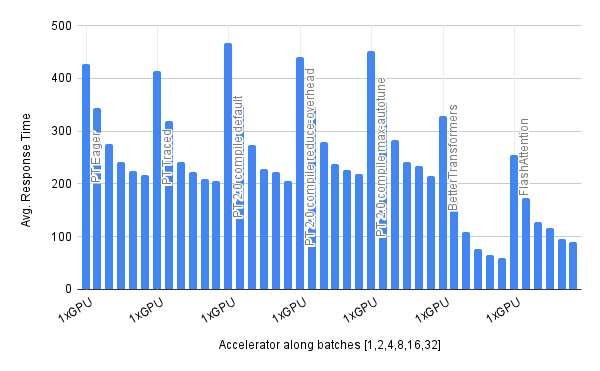 500
400
300
200
100
0
Avg. Response Time
PT Eager
PT Traced
PT 2.0 compile default
PT 2.0 compile reduce-overhead
PT 2.0 compile max-autotune
BetterTransformers
FlashAttention
1xGPU
1xGPU
1xGPU
1xGPU
1xGPU
1xGPU
1xGPU
Accelerator along batches [1,2,4,8,16,32]